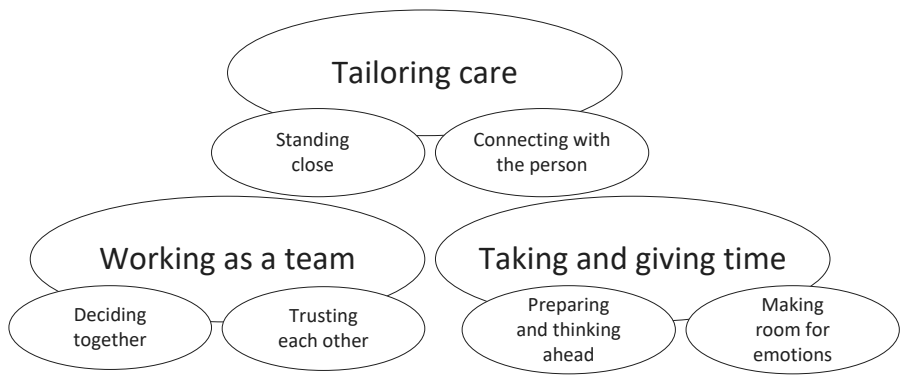 Tailoring care
Standing
close
Connecting with
the person
Working as a team
Deciding
together
Trusting
each other
Taking and giving time
Preparing
and thinking
ahead
Making
room for
emotions